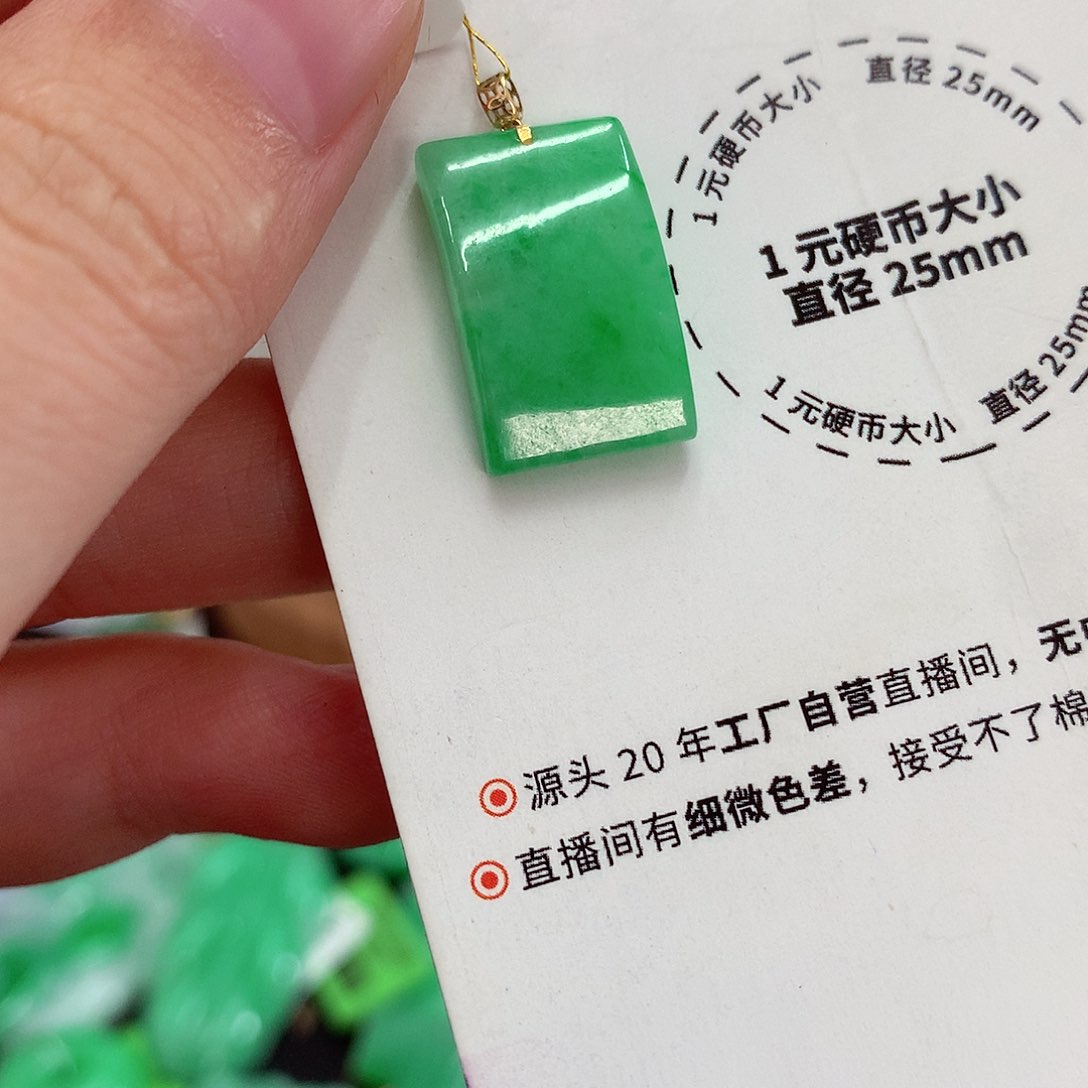 1元硬币大小
直径 25mm
1 元硬币大小
直径 25mm
1 元硬币大小
直径 25mm
源头 20 年工厂自营直播间，无
直播间有细微色差，接受不了棉